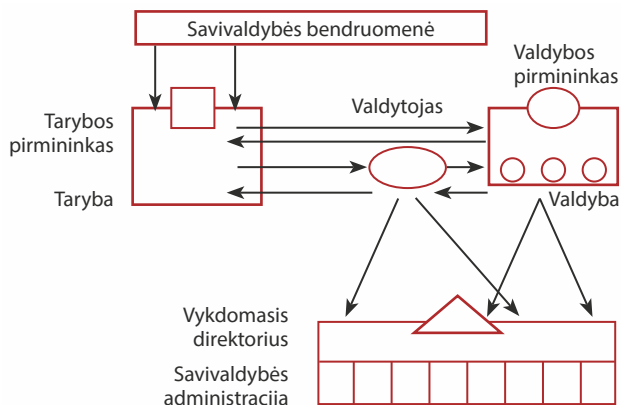 Savivaldybės bendruomenė
Valdybos
pirmininkas
Tarybos
pirmininkas
Valdytojas
Taryba
Valdyba
Vykdomasis
direktorius
Savivaldybės
administracija